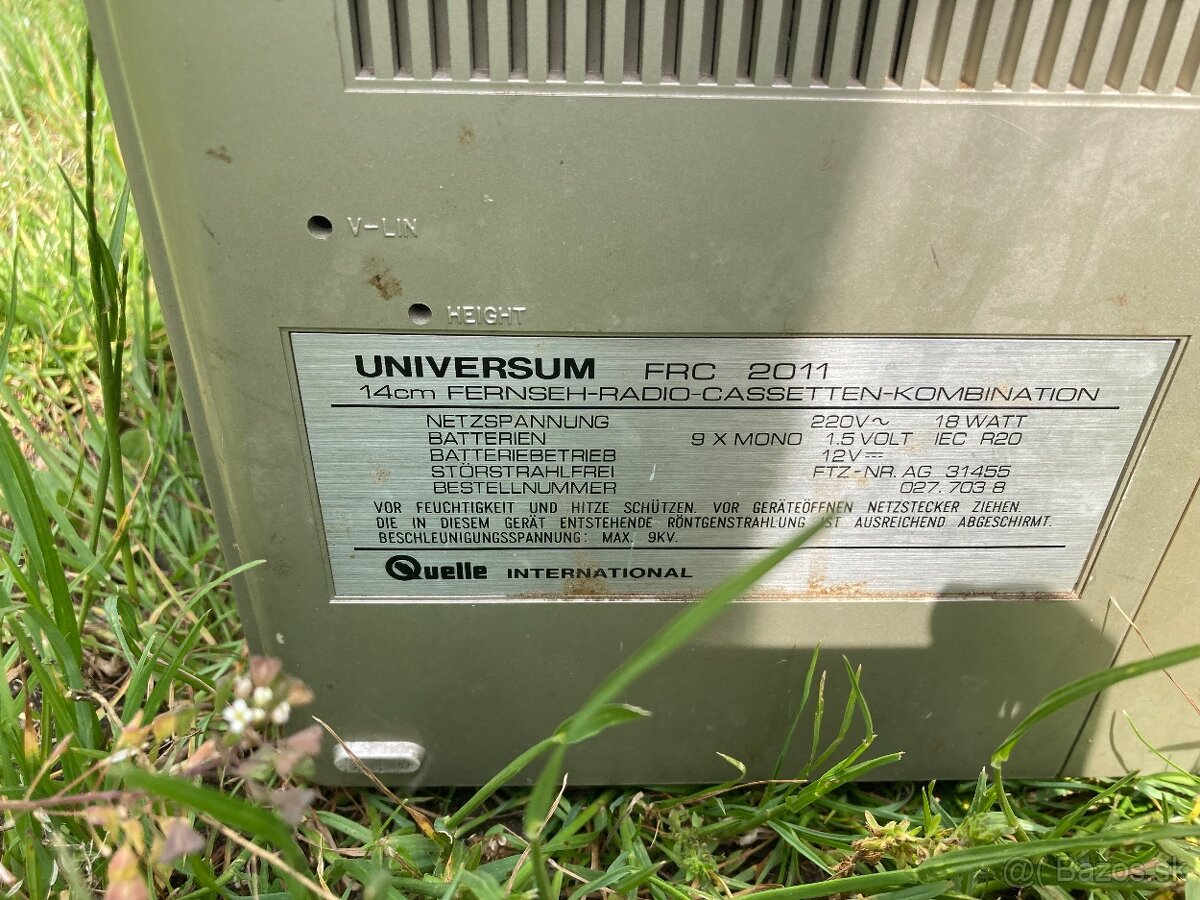 V-LIN
HEIGHT
UNIVERSUM FRC 2011
14cm FERNSEH-RADIO-CASSETTEN-KOMBINATION
NETZSPANNUNG 220V~ 18 WATT
BATTERIEN 9 X MONO 1.5 VOLT IEC R20
BATTERIEBETRIEB 12V⎓
STÖRSTRAHLFREI FTZ-NR. AG 31455
BESTELLNUMMER 027.703 8
VOR FEUCHTIGKEIT UND HITZE SCHÜTZEN. VOR GERÄTEÖFFNEN NETZSTECKER ZIEHEN.
DIE IN DIESEM GERÄT ENTSTEHENDE RÖNTGENSTRAHLUNG IST AUSREICHEND ABGESCHIRMT.
BESCHLEUNIGUNGSSPANNUNG: MAX. 9KV.
Quelle INTERNATIONAL
@ Bazos.sk